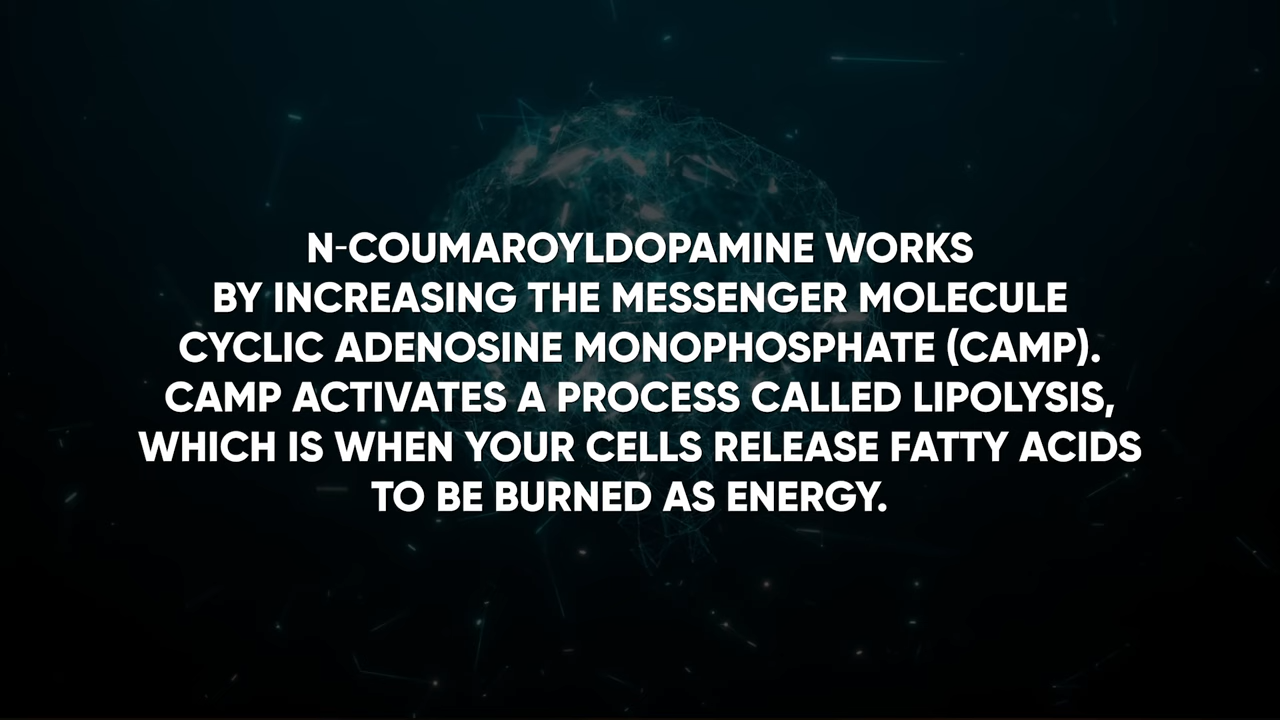 N-COUMAROYLDOPAMINE WORKS
BY INCREASING THE MESSENGER MOLECULE
CYCLIC ADENOSINE MONOPHOSPHATE (CAMP).
CAMP ACTIVATES A PROCESS CALLED LIPOLYSIS,
WHICH IS WHEN YOUR CELLS RELEASE FATTY ACIDS
TO BE BURNED AS ENERGY.